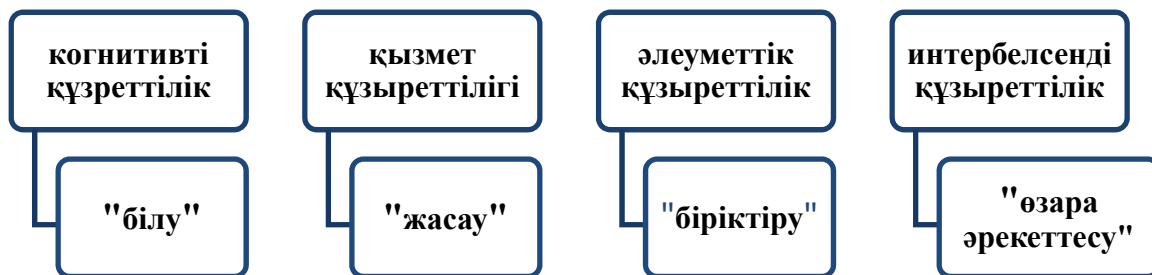 когнитивті
құзреттілік
"білу"
қызмет
құзыреттілігі
"жасау"
әлеуметтік
құзыреттілік
"біріктіру"
интербелсенді
құзыреттілік
"өзара
әрекеттесу"